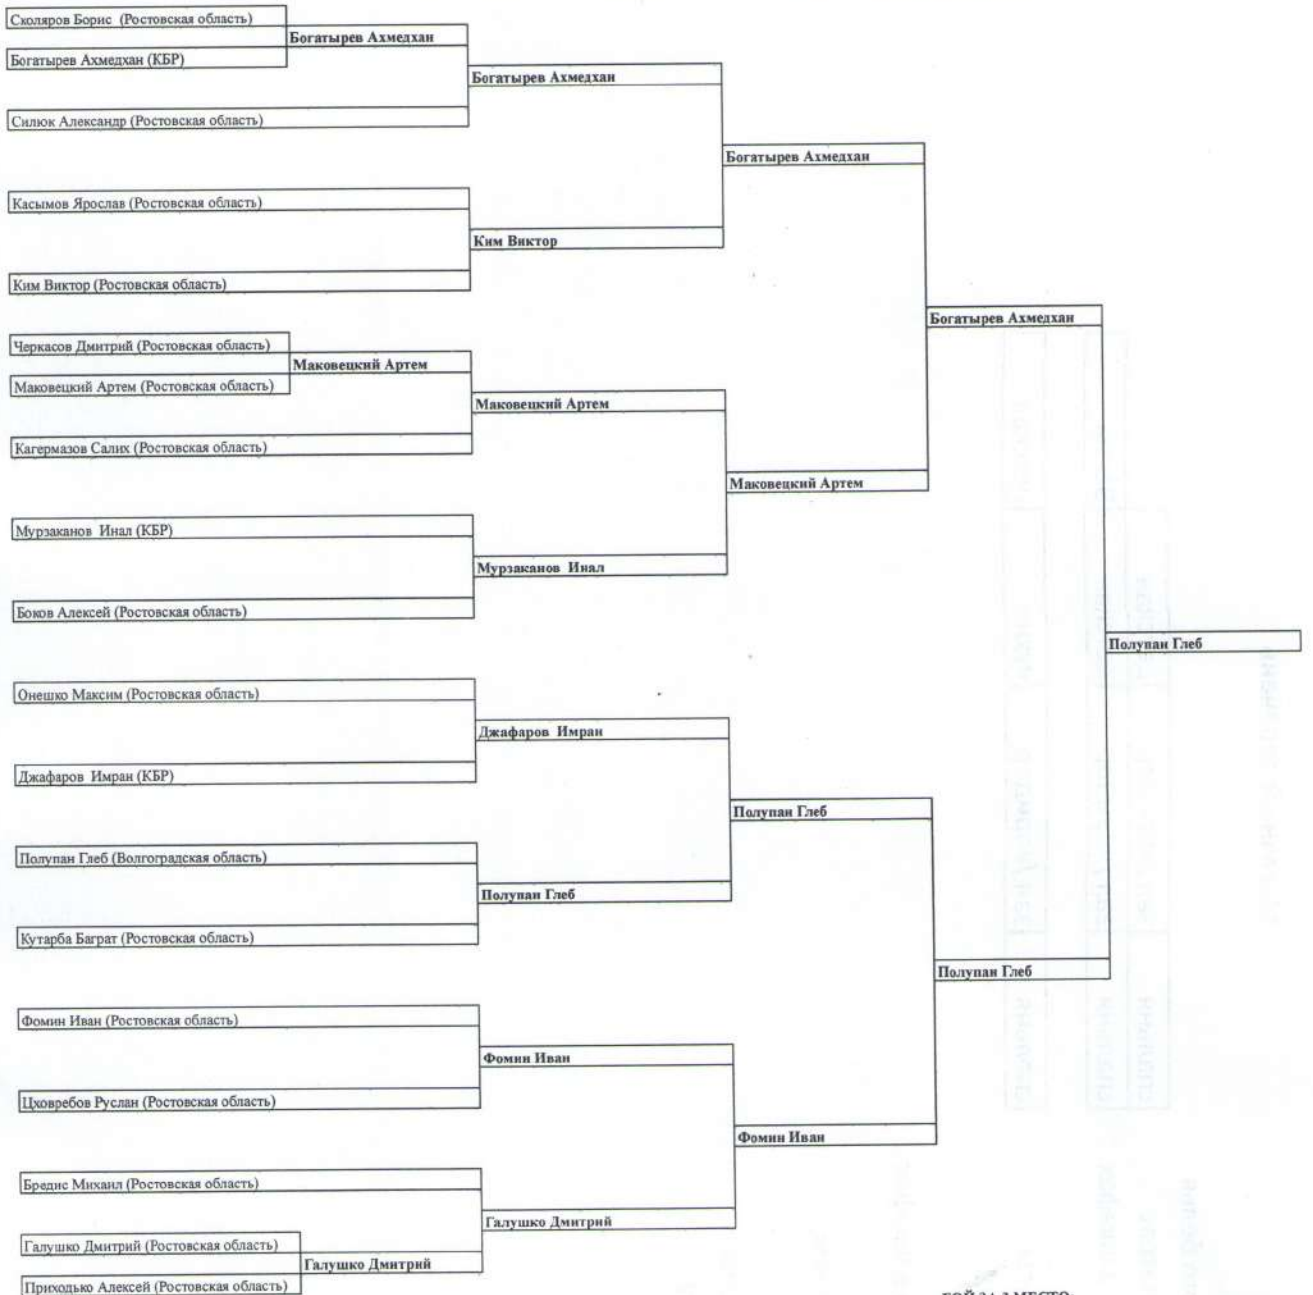 Сколяров Борис (Ростовская область)
Богатырев Ахмедхан
Богатырев Ахмедхан (КБР)
Богатырев Ахмедхан
Силюк Александр (Ростовская область)
Богатырев Ахмедхан
Касымов Ярослав (Ростовская область)
Ким Виктор
Ким Виктор (Ростовская область)
Богатырев Ахмедхан
Черкасов Дмитрий (Ростовская область)
Маковецкий Артем
Маковецкий Артем (Ростовская область)
Маковецкий Артем
Кагермазов Салих (Ростовская область)
Маковецкий Артем
Мурзаканов Инал (КБР)
Мурзаканов Инал
Боков Алексей (Ростовская область)
Полупан Глеб
Онешко Максим (Ростовская область)
Джафаров Имран
Джафаров Имран (КБР)
Полупан Глеб
Полупан Глеб (Волгоградская область)
Полупан Глеб
Кутарба Баграт (Ростовская область)
Полупан Глеб
Фомин Иван (Ростовская область)
Фомин Иван
Цховребов Руслан (Ростовская область)
Фомин Иван
Бредис Михаил (Ростовская область)
Галушко Дмитрий
Галушко Дмитрий (Ростовская область)
Галушко Дмитрий
Приходько Алексей (Ростовская область)